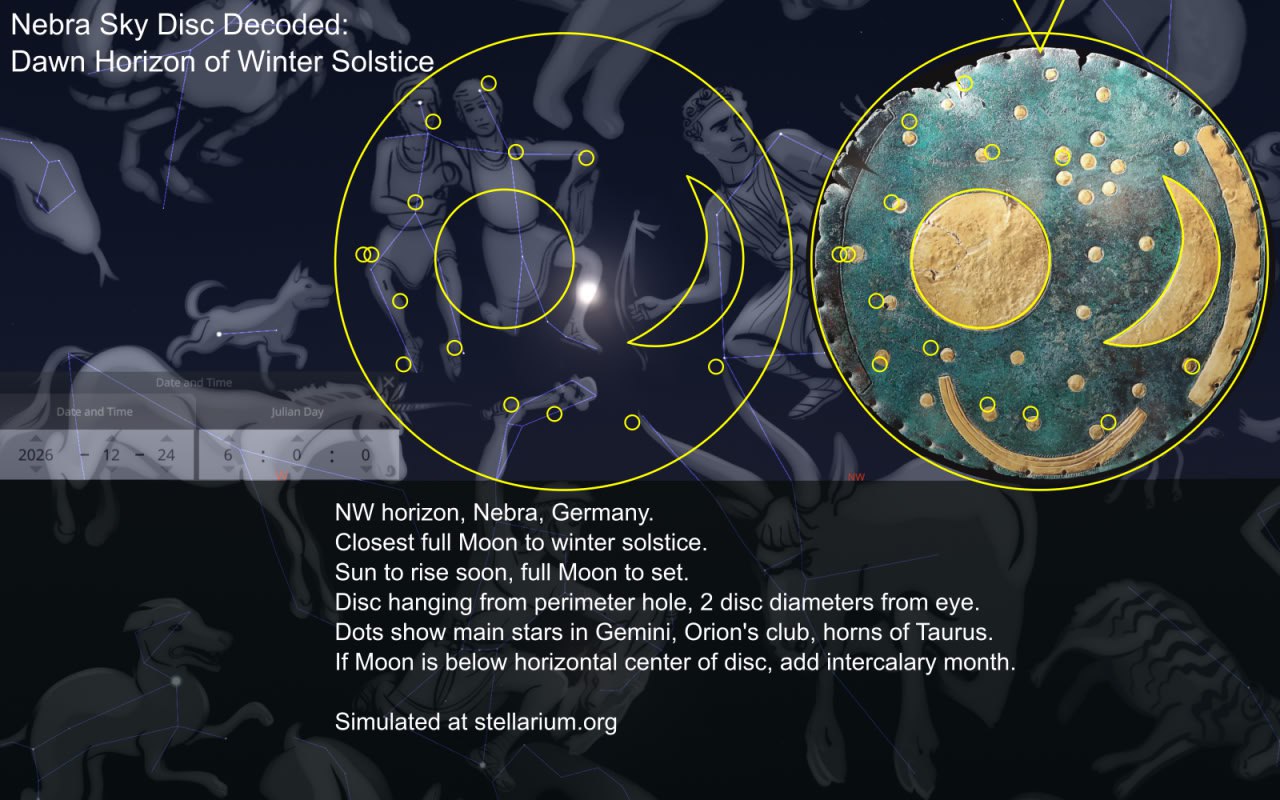 Nebra Sky Disc Decoded:
Dawn Horizon of Winter Solstice
Date and Time
Date and Time
Julian Day
2026 - 12 - 24
6 : 0 : 0
W
NW
NW horizon, Nebra, Germany.
Closest full Moon to winter solstice.
Sun to rise soon, full Moon to set.
Disc hanging from perimeter hole, 2 disc diameters from eye.
Dots show main stars in Gemini, Orion's club, horns of Taurus.
If Moon is below horizontal center of disc, add intercalary month.
Simulated at stellarium.org